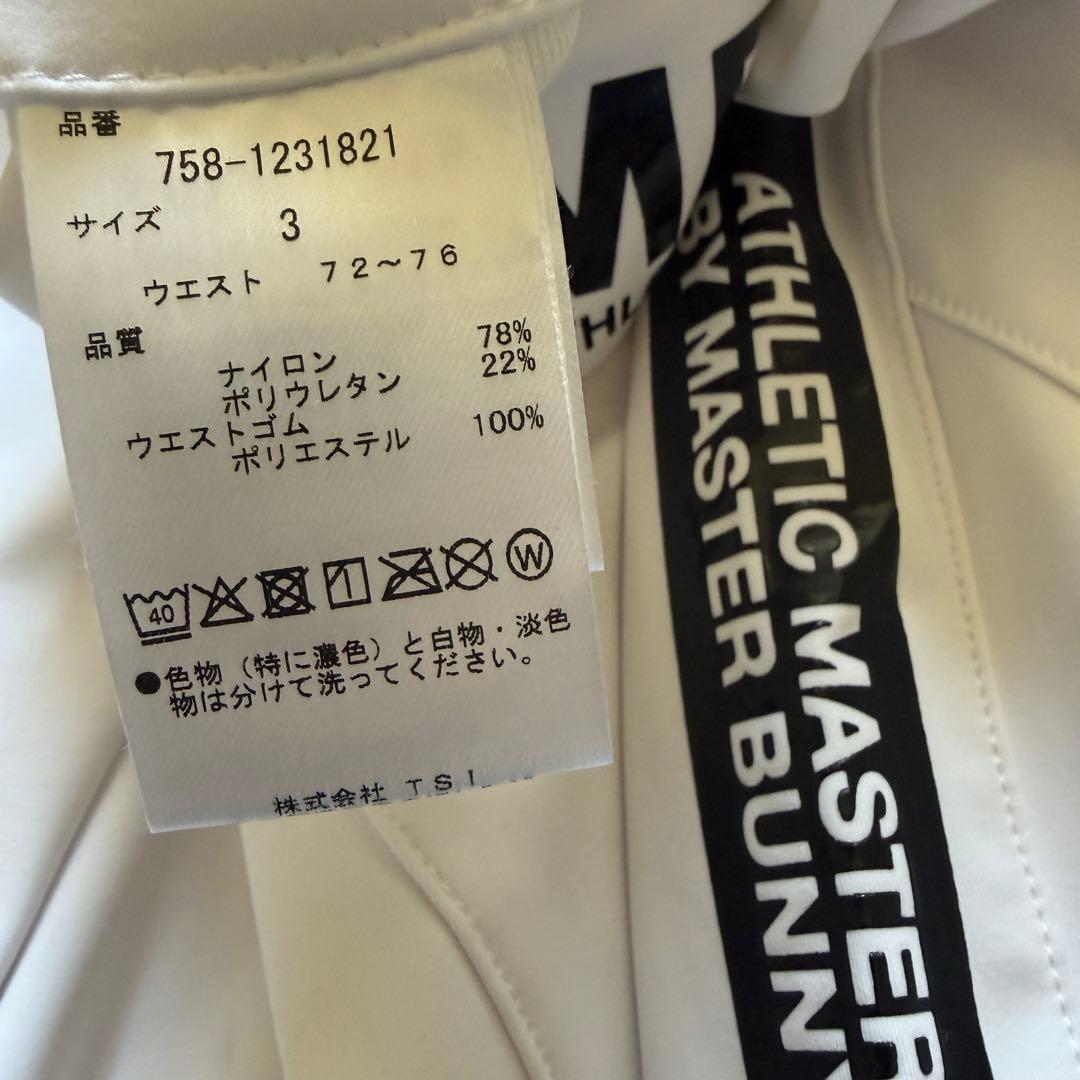 品番
758-1231821
サイズ 3
ウエスト 72~76
品質
ナイロン 78%
ポリウレタン 22%
ウエストゴム
ポリエステル 100%
40
W
●色物(特に濃色)と白物・淡色
物は分けて洗ってください。
株式会社 TSI
M
THL
ATHLETIC MASTER
BY MASTER BUNNY